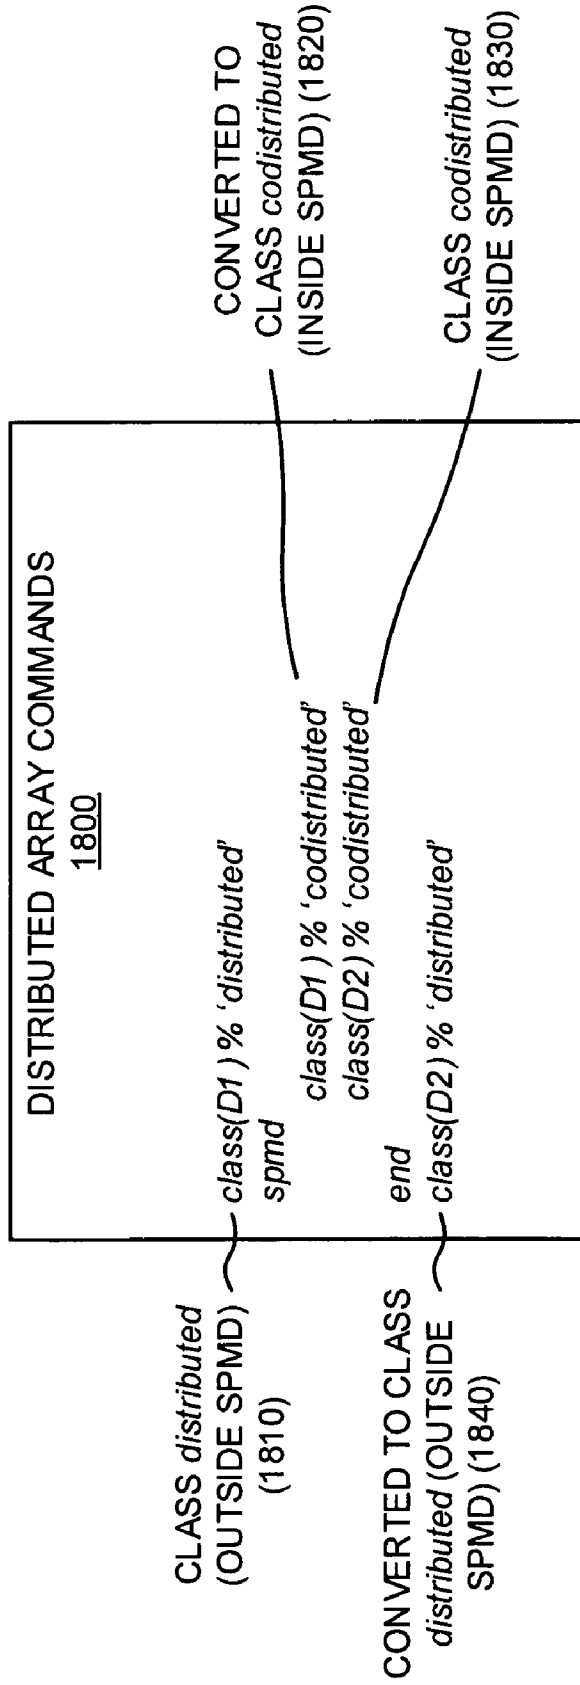 DISTRIBUTED ARRAY COMMANDS
1800
class(D1) % ‘distributed’
spmd
class(D1) % ‘codistributed’
class(D2) % ‘codistributed’
end
class(D2) % ‘distributed’
CLASS distributed
(OUTSIDE SPMD)
(1810)
CONVERTED TO CLASS
distributed (OUTSIDE
SPMD) (1840)
CONVERTED TO
CLASS codistributed
(INSIDE SPMD) (1820)
CLASS codistributed
(INSIDE SPMD) (1830)